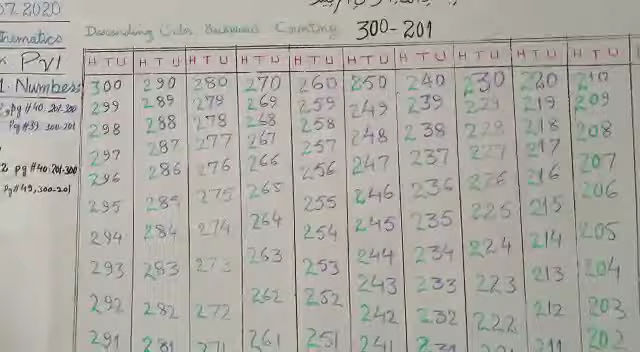 07.2020
Descending Order Backward Counting 300-201
thematics
PV1
1. Numbers
pg #40. 201-300
Pg #39 300-201
2 pg #40. 201-300
Pg #49, 300-201
H T U H T U H T U H T U H T U H T U H T U H T U H T U H T U
300 290 280 270 260 250 240 230 220 210
299 289 279 269 259 249 239 229 219 209
298 288 278 268 258 248 238 228 218 208
297 287 277 267 257 247 237 227 217 207
296 286 276 266 256 246 236 226 216 206
295 285 275 265 255 245 235 225 215 205
294 284 274 264 254 244 234 224 214 204
293 283 273 263 253 243 233 223 213 203
292 282 272 262 252 242 232 222 212 202
291 281 271 261 251 241 231 211